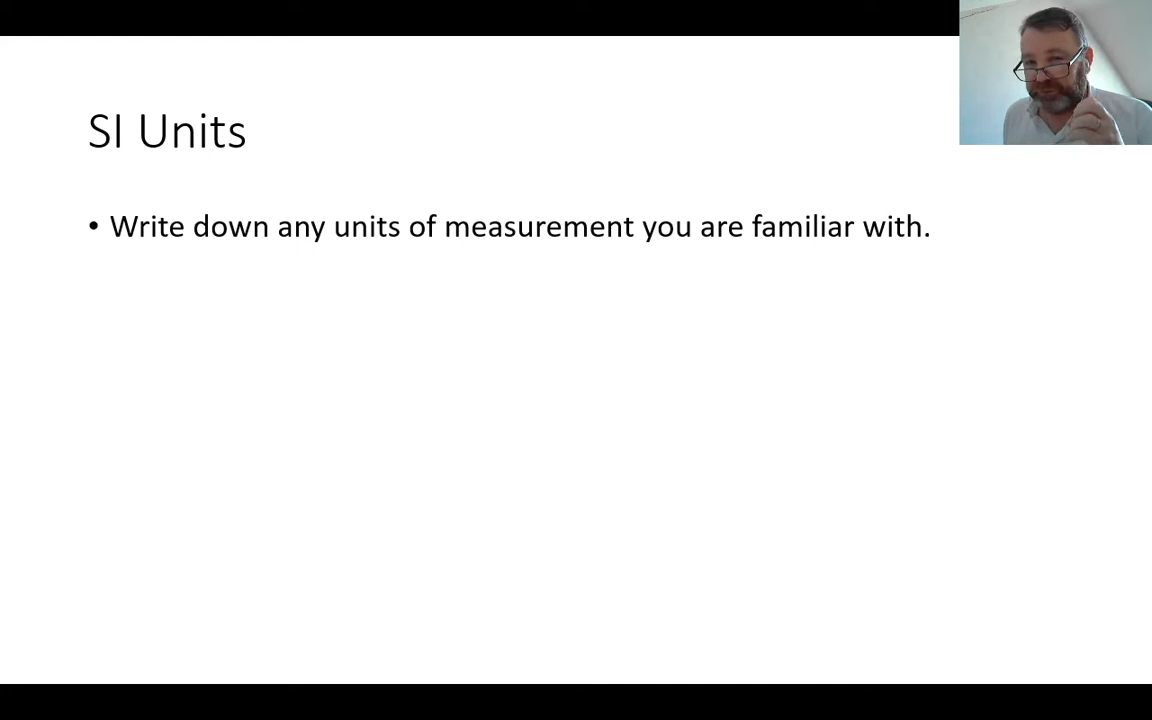 SI Units
• Write down any units of measurement you are familiar with.